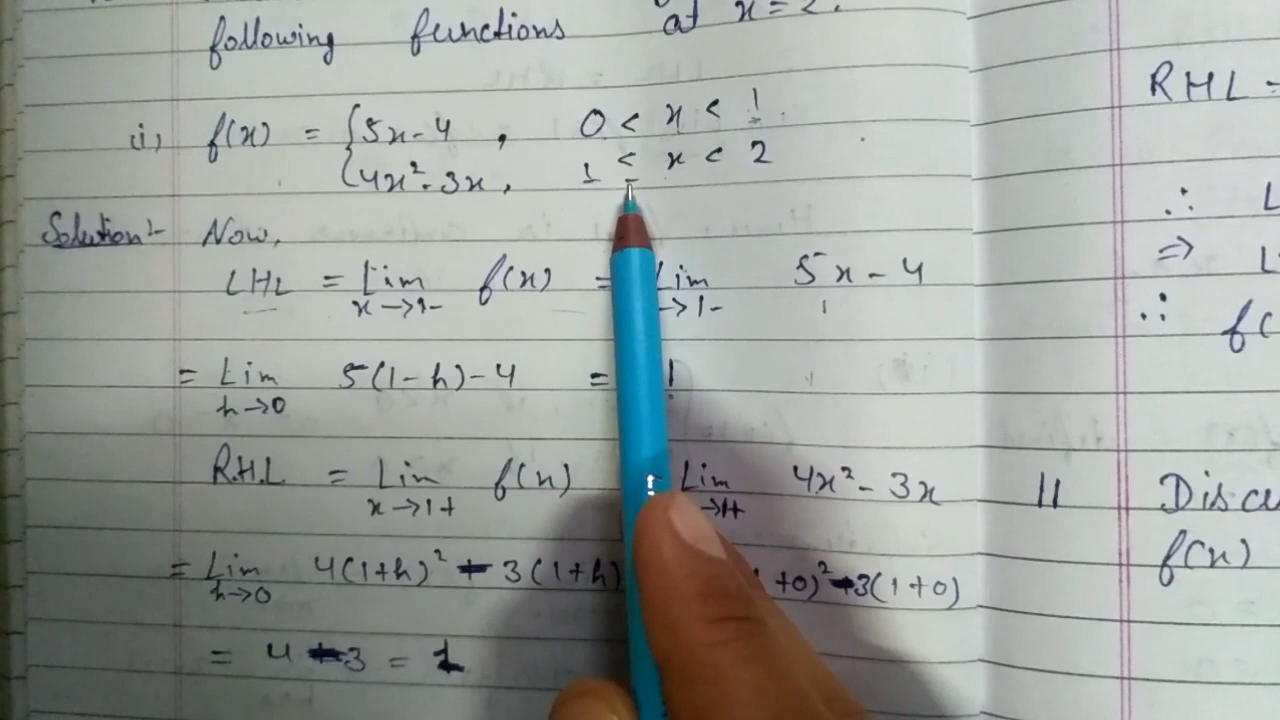 following functions at x = 2.
(i) f(x) = { 5x-4 , 0 < x < 1
4x²-3x , 1 ≤ x < 2
Solution:- Now,
LHL = Lim f(x) = Lim 5x-4
x→1- →1-
= Lim 5(1-h)-4 = 1
h→0
R.H.L = Lim f(x) Lim 4x²-3x
x→1+ →1+
= Lim 4(1+h)² - 3(1+h) +0)²-3(1+0)
h→0
= 4-3 = 1
RHL =
∴ L
⇒ L
∴ f(
11 Discu
f(x)